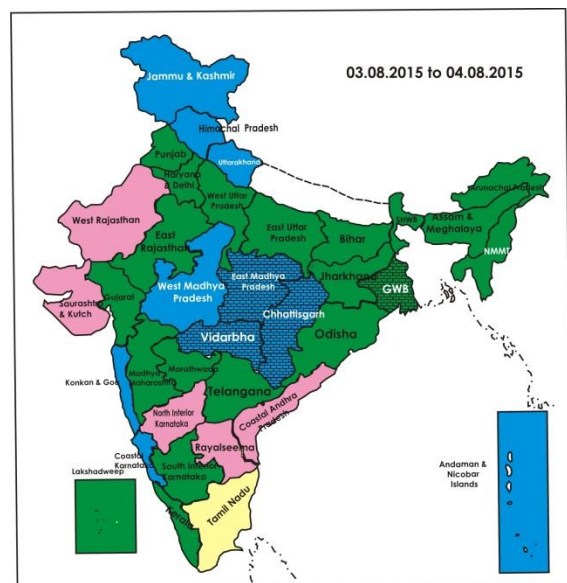 03.08.2015 to 04.08.2015
Jammu & Kashmir
Himachal Pradesh
Uttarakhand
Punjab
Haryana
& Delhi
West Uttar
Pradesh
Arunachal Pradesh
West Rajasthan
East
Rajasthan
East Uttar
Pradesh
Bihar
SHWB
Assam &
Meghalaya
NMMT
West Madhya
Pradesh
East Madhya
Pradesh
Jharkhand
GWB
Saurashtra
& Kutch
Gujarat
Chhattisgarh
Vidarbha
Odisha
Konkan & Goa
Madhya
Maharashtra
Marathwada
Telangana
North Interior
Karnataka
Coastal Andhra
Pradesh
Rayalseema
Coastal
Karnataka
South Interior
Karnataka
Lakshadweep
Kerala
Tamil Nadu
Andaman &
Nicobar
Islands